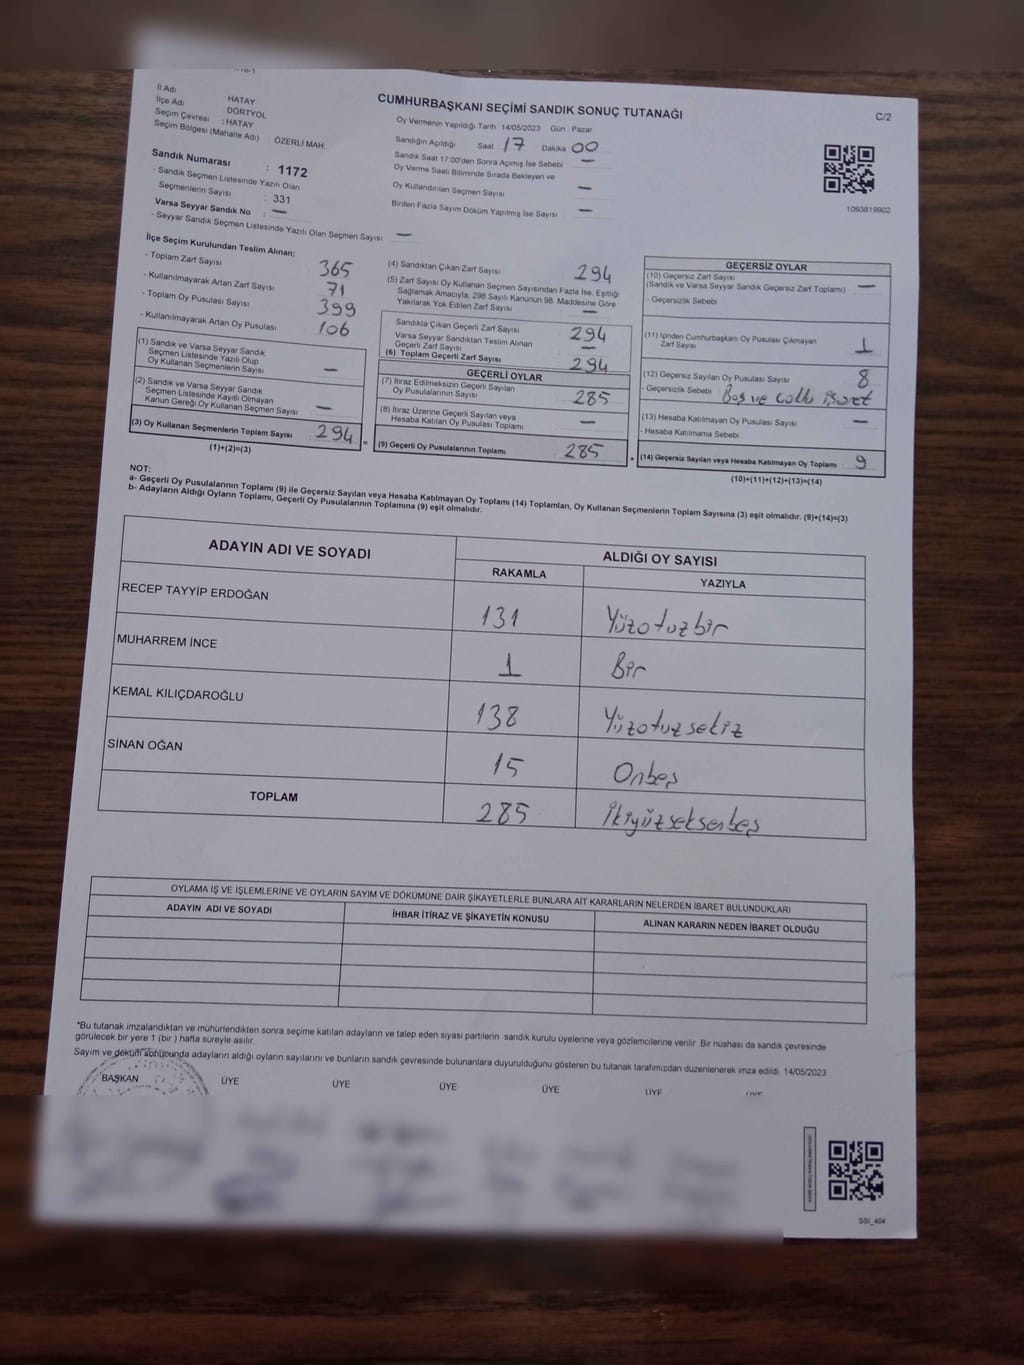 İl Adı : HATAY
İlçe Adı : DÖRTYOL
Seçim Çevresi : HATAY
Seçim Bölgesi (Mahalle Adı) : ÖZERLİ MAH.
CUMHURBAŞKANI SEÇİMİ SANDIK SONUÇ TUTANAĞI
C/2
Oy Vermenin Yapıldığı Tarih : 14/05/2023 Gün : Pazar
Sandığın Açıldığı Saat 17 Dakika 00
Sandık Saat 17:00'den Sonra Açımış İse Sebebi —
Oy Verme Saati Bitiminde Sırada Bekleyen ve
Oy Kullandırılan Seçmen Sayısı —
Birden Fazla Sayım Döküm Yapılmış İse Sayısı —
1093819902
Sandık Numarası : 1172
- Sandık Seçmen Listesinde Yazılı Olan
Seçmenlerin Sayısı : 331
Varsa Seyyar Sandık No : —
- Seyyar Sandık Seçmen Listesinde Yazılı Olan Seçmen Sayısı: —
İlçe Seçim Kurulundan Teslim Alınan;
- Toplam Zarf Sayısı 365
- Kullanılmayarak Artan Zarf Sayısı 71
- Toplam Oy Pusulası Sayısı 399
- Kullanılmayarak Artan Oy Pusulası 106
(1) Sandık ve Varsa Seyyar Sandık
Seçmen Listesinde Yazılı Olup
Oy Kullanan Seçmenlerin Sayısı —
(2) Sandık ve Varsa Seyyar Sandık
Seçmen Listesinde Kayıtlı Olmayan
Kanun Gereği Oy Kullanan Seçmen Sayısı —
(3) Oy Kullanan Seçmenlerin Toplam Sayısı 294 =
(1)+(2)=(3)
(4) Sandıktan Çıkan Zarf Sayısı 294
(5) Zarf Sayısı Oy Kullanan Seçmen Sayısından Fazla İse, Eşitliği
Sağlamak Amacıyla, 298 Sayılı Kanunun 98. Maddesine Göre
Yakılarak Yok Edilen Zarf Sayısı —
Sandıkta Çıkan Geçerli Zarf Sayısı 294
Varsa Seyyar Sandıktan Teslim Alınan
Geçerli Zarf Sayısı —
(6) Toplam Geçerli Zarf Sayısı 294
GEÇERLİ OYLAR
(7) İtiraz Edilmeksizin Geçerli Sayılan
Oy Pusulalarının Sayısı 285
(8) İtiraz Üzerine Geçerli Sayılan veya
Hesaba Katılan Oy Pusulası Toplamı —
(9) Geçerli Oy Pusulalarının Toplamı 285 +
GEÇERSİZ OYLAR
(10) Geçersiz Zarf Sayısı
(Sandık ve Varsa Seyyar Sandık Geçersiz Zarf Toplamı) —
- Geçersizlik Sebebi
(11) İçinden Cumhurbaşkanı Oy Pusulası Çıkmayan
Zarf Sayısı 1
(12) Geçersiz Sayılan Oy Pusulası Sayısı 8
- Geçersizlik Sebebi Boş ve çoklu işaret
(13) Hesaba Katılmayan Oy Pusulası Sayısı —
- Hesaba Katılmama Sebebi
(14) Geçersiz Sayılan veya Hesaba Katılmayan Oy Toplamı 9
(10)+(11)+(12)+(13)=(14)
NOT:
a- Geçerli Oy Pusulalarının Toplamı (9) ile Geçersiz Sayılan veya Hesaba Katılmayan Oy Toplamı (14) Toplamları, Oy Kullanan Seçmenlerin Toplam Sayısına (3) eşit olmalıdır. (9)+(14)=(3)
b- Adayların Aldığı Oyların Toplamı, Geçerli Oy Pusulalarının Toplamına (9) eşit olmalıdır.
ADAYIN ADI VE SOYADI
ALDIĞI OY SAYISI
RAKAMLA YAZIYLA
RECEP TAYYİP ERDOĞAN 131 Yüzotuzbir
MUHARREM İNCE 1 Bir
KEMAL KILIÇDAROĞLU 138 Yüzotuzsekiz
SİNAN OĞAN 15 Onbeş
TOPLAM 285 İkiyüzseksenbeş
OYLAMA İŞ VE İŞLEMLERİNE VE OYLARIN SAYIM VE DÖKÜMÜNE DAİR ŞİKAYETLERLE BUNLARA AİT KARARLARIN NELERDEN İBARET BULUNDUKLARI
ADAYIN ADI VE SOYADI İHBAR İTİRAZ VE ŞİKAYETİN KONUSU ALINAN KARARIN NEDEN İBARET OLDUĞU
*Bu tutanak imzalandıktan ve mühürlendikten sonra seçime katılan adayların ve talep eden siyasi partilerin sandık kurulu üyelerine veya gözlemcilerine verilir. Bir nüshası da sandık çevresinde
görülecek bir yere 1 (bir ) hafta süreyle asılır.
Sayım ve döküm sonucunda adayların aldığı oyların sayılarını ve bunların sandık çevresinde bulunanlara duyurulduğunu gösteren bu tutanak tarafımızdan düzenlenerek imza edildi. 14/05/2023
BAŞKAN ÜYE ÜYE ÜYE ÜYE ÜYE ÜYE
SSİ_404